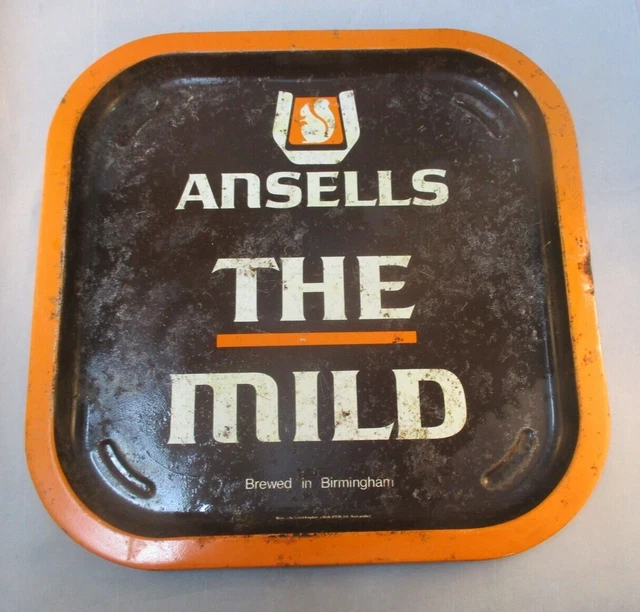 ANSELLS
THE
MILD
Brewed in Birmingham